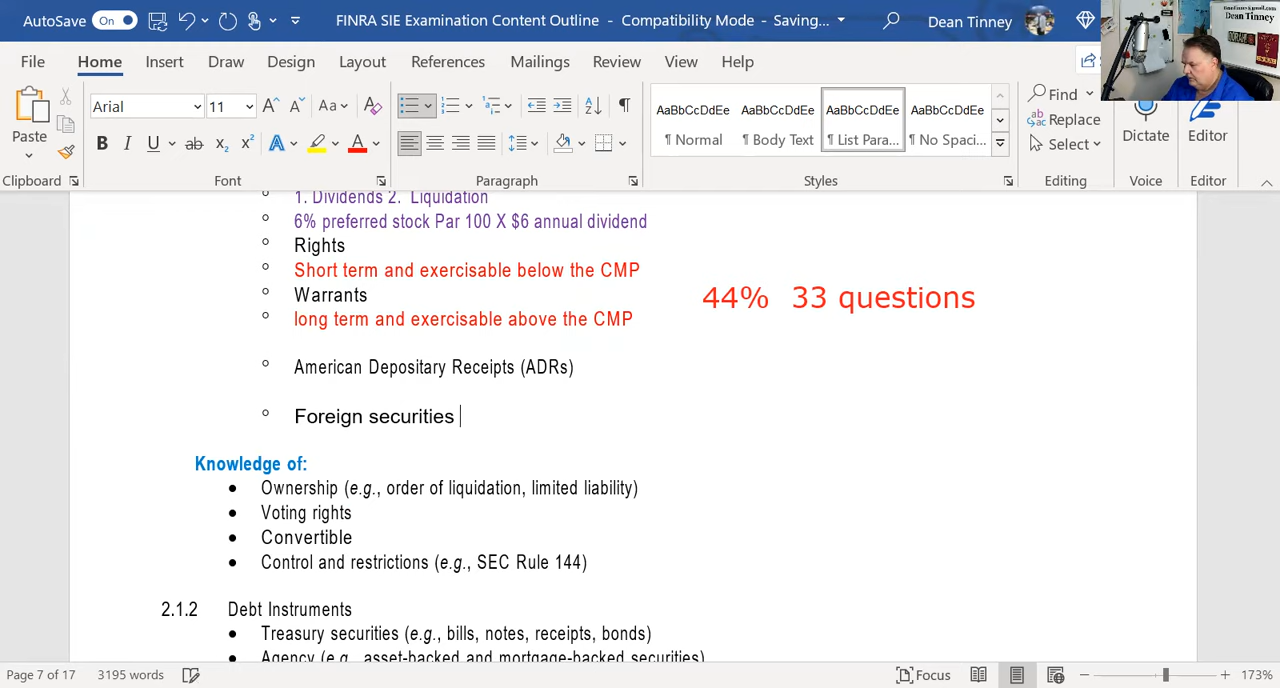 AutoSave On FINRA SIE Examination Content Outline - Compatibility Mode - Saving... Dean Tinney
Dean Tinney
File Home Insert Draw Design Layout References Mailings Review View Help
Arial 11 Aa
AaBbCcDdEe AaBbCcDdEe AaBbCcDdEe AaBbCcDdEe
¶ Normal ¶ Body Text ¶ List Para... ¶ No Spaci...
Paste
Find
Replace
Select
Dictate Editor
Clipboard Font Paragraph Styles Editing Voice Editor
1. Dividends 2. Liquidation
6% preferred stock Par 100 X $6 annual dividend
Rights
Short term and exercisable below the CMP
Warrants
44% 33 questions
long term and exercisable above the CMP
American Depositary Receipts (ADRs)
Foreign securities
Knowledge of:
Ownership (e.g., order of liquidation, limited liability)
Voting rights
Convertible
Control and restrictions (e.g., SEC Rule 144)
2.1.2 Debt Instruments
Treasury securities (e.g., bills, notes, receipts, bonds)
Agency (e.g., asset-backed and mortgage-backed securities)
Page 7 of 17 3195 words Focus 173%